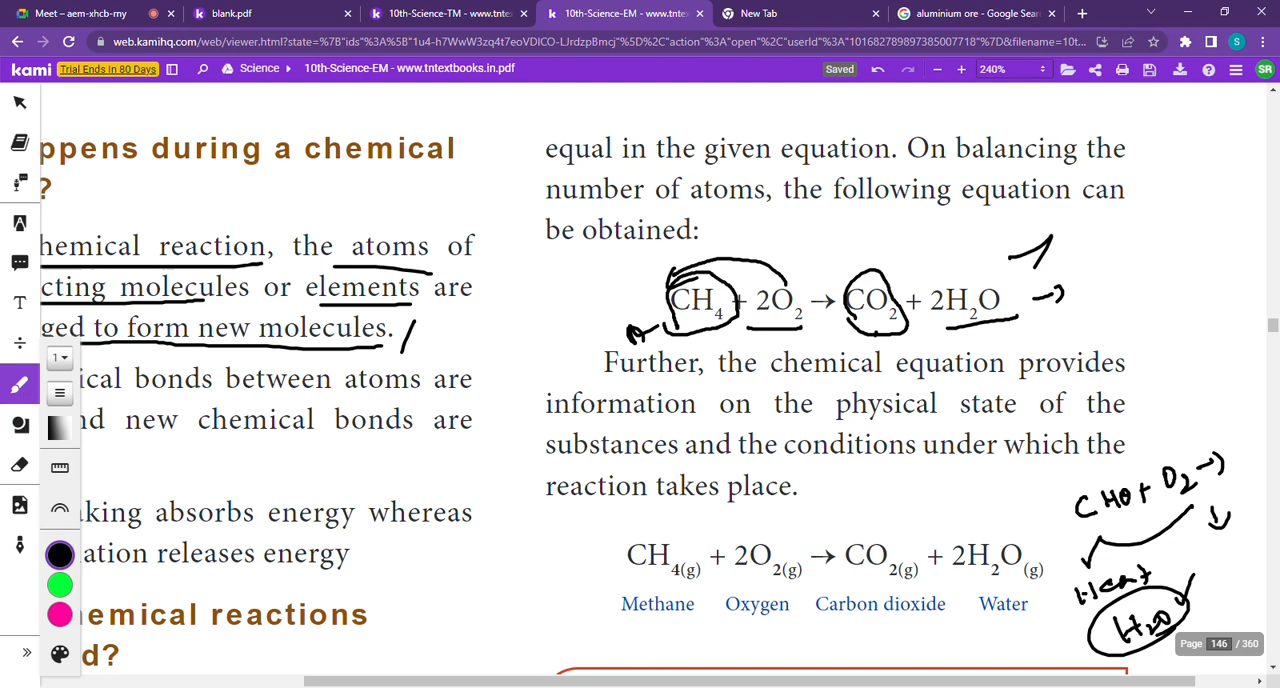 Meet – aem-xhcb-rny
blank.pdf
10th-Science-TM - www.tntex
10th-Science-EM - www.tntex
New Tab
aluminium ore - Google Sear
web.kamihq.com/web/viewer.html?state=%7B"ids"%3A%5B"1u4-h7WwW3zq4t7eoVDICO-LJrdzpBmcj"%5D%2C"action"%3A"open"%2C"userId"%3A"101682789897385007718"%7D&filename=10t...
S
kami
Trial Ends In 80 Days
Science
10th-Science-EM - www.tntextbooks.in.pdf
Saved
240%
SR
ppens during a chemical
?
hemical reaction, the atoms of
cting molecules or elements are
ged to form new molecules.
1
ical bonds between atoms are
nd new chemical bonds are
aking absorbs energy whereas
ation releases energy
hemical reactions
d?
equal in the given equation. On balancing the
number of atoms, the following equation can
be obtained:
CH4 + 2O2 → CO2 + 2H2O
Further, the chemical equation provides
information on the physical state of the
substances and the conditions under which the
reaction takes place.
CH4(g) + 2O2(g) → CO2(g) + 2H2O(g)
Methane Oxygen Carbon dioxide Water
O2 →
Heat
H2O
Page 146 / 360